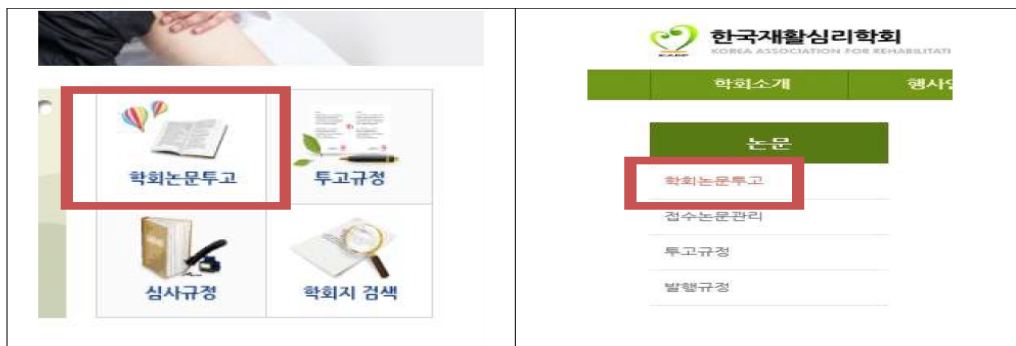 학회논문투고
투고규정
심사규정
학회지 검색
한국재활심리학회
KOREA ASSOCIATION FOR REHABILITATI
학회소개
행사안
논문
학회논문투고
접수논문관리
투고규정
발행규정